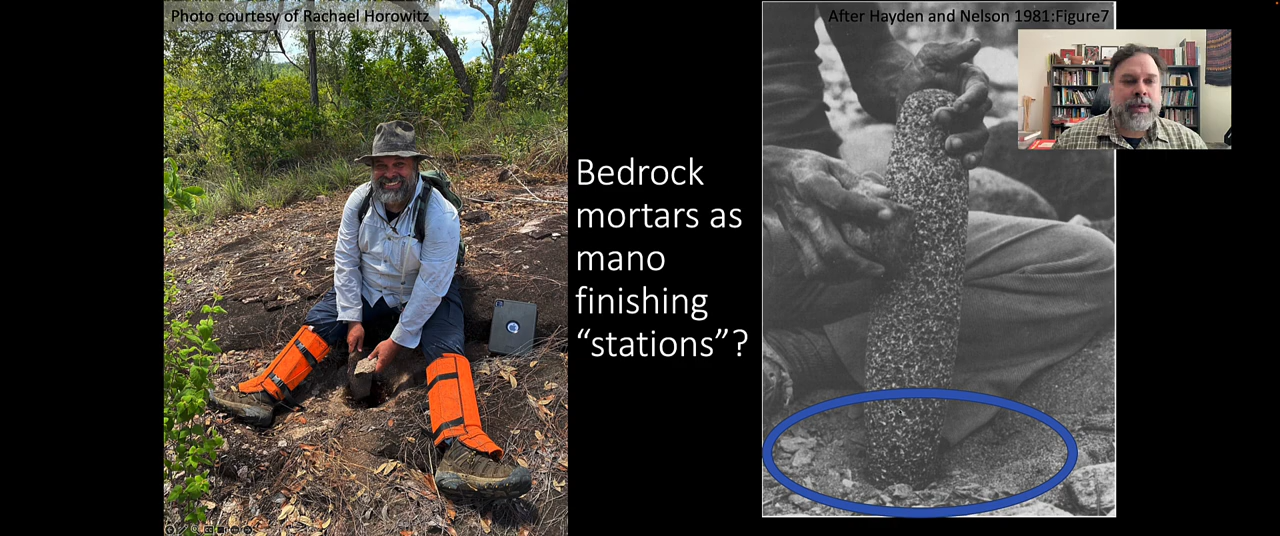 Photo courtesy of Rachael Horowitz
After Hayden and Nelson 1981:Figure7
Bedrock
mortars as
mano
finishing
“stations”?